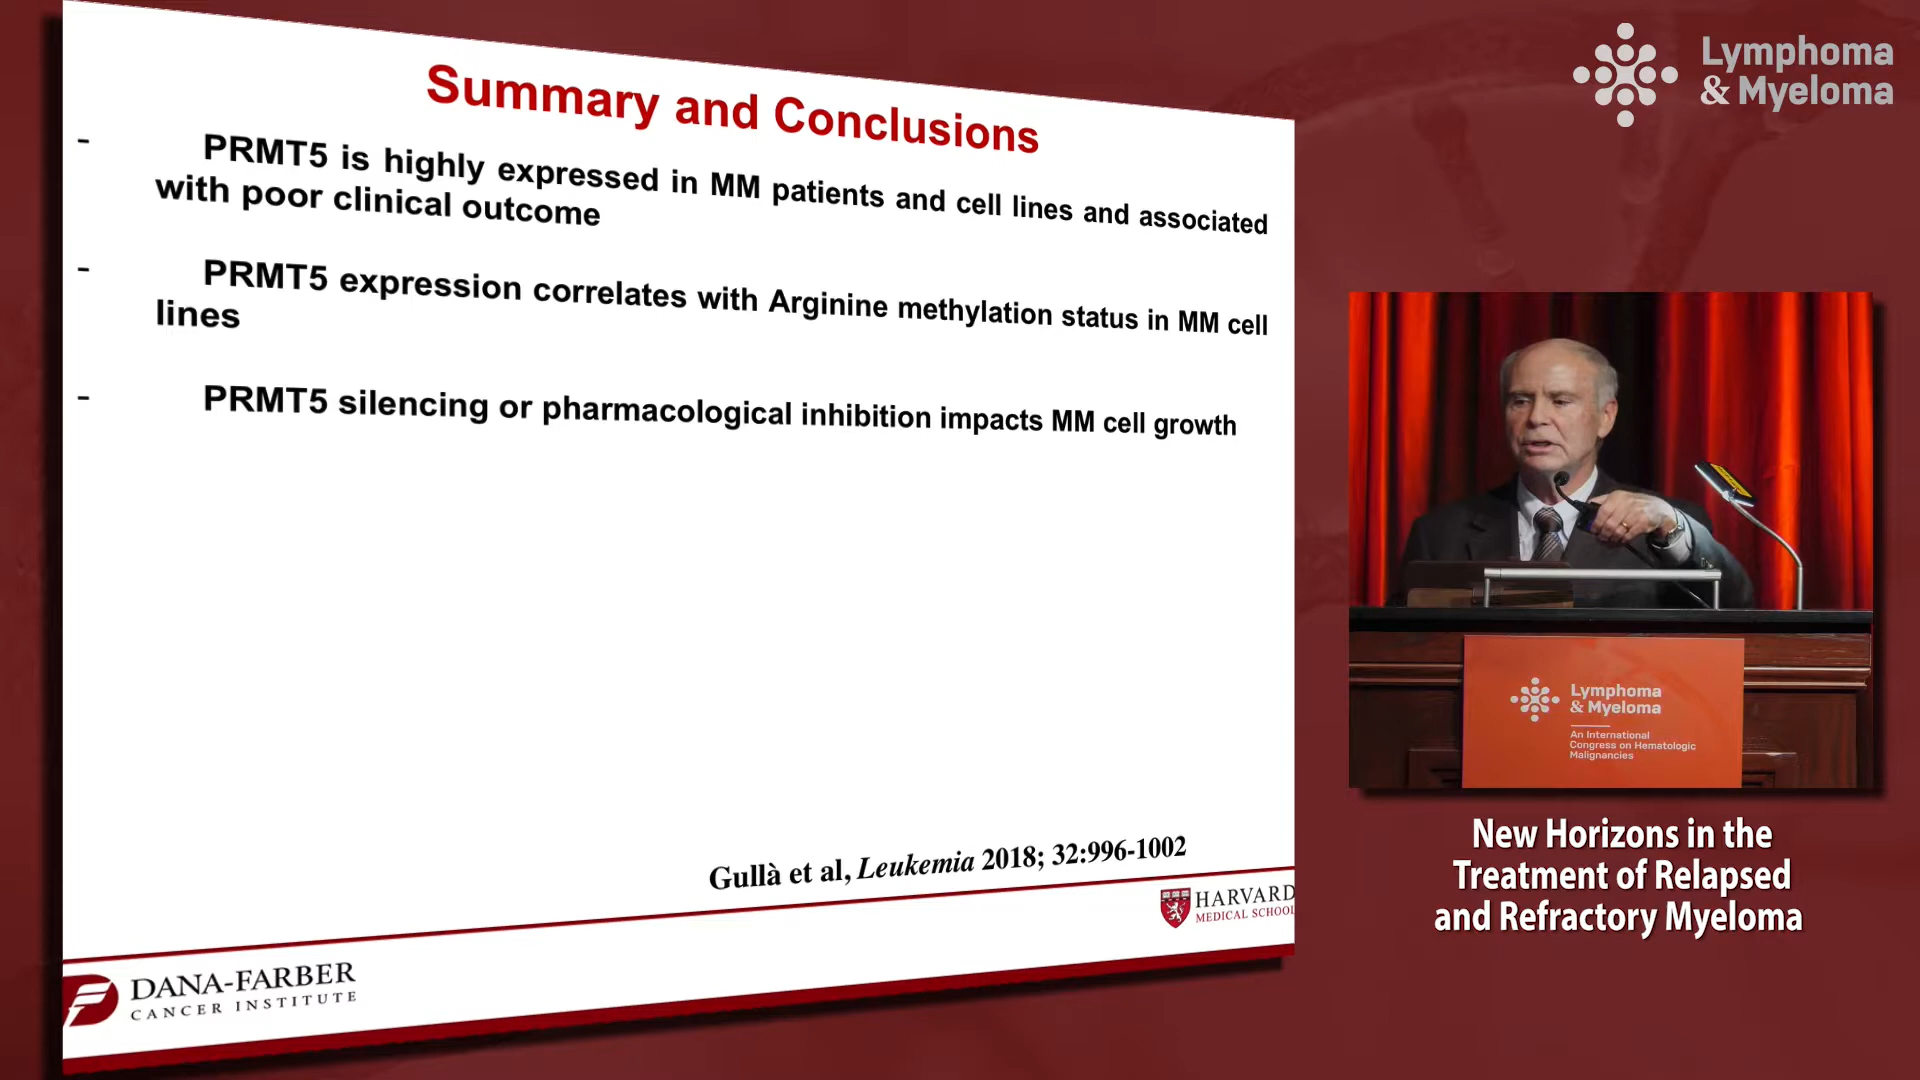 Summary and Conclusions
- PRMT5 is highly expressed in MM patients and cell lines and associated
with poor clinical outcome
- PRMT5 expression correlates with Arginine methylation status in MM cell
lines
- PRMT5 silencing or pharmacological inhibition impacts MM cell growth
Gullà et al, Leukemia 2018; 32:996-1002
HARVARD
MEDICAL SCHOOL
DANA-FARBER
CANCER INSTITUTE
Lymphoma
& Myeloma
Lymphoma
& Myeloma
An International
Congress on Hematologic
Malignancies
New Horizons in the
Treatment of Relapsed
and Refractory Myeloma